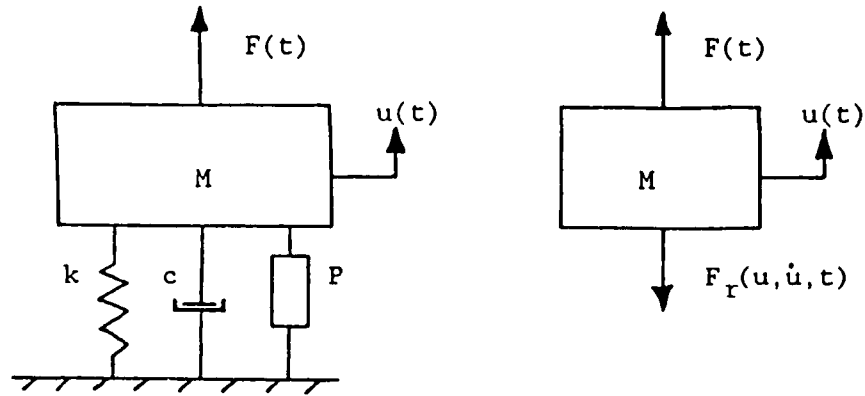 F(t)
u(t)
M
k
c
P
F(t)
u(t)
M
F_r(u,u̇,t)